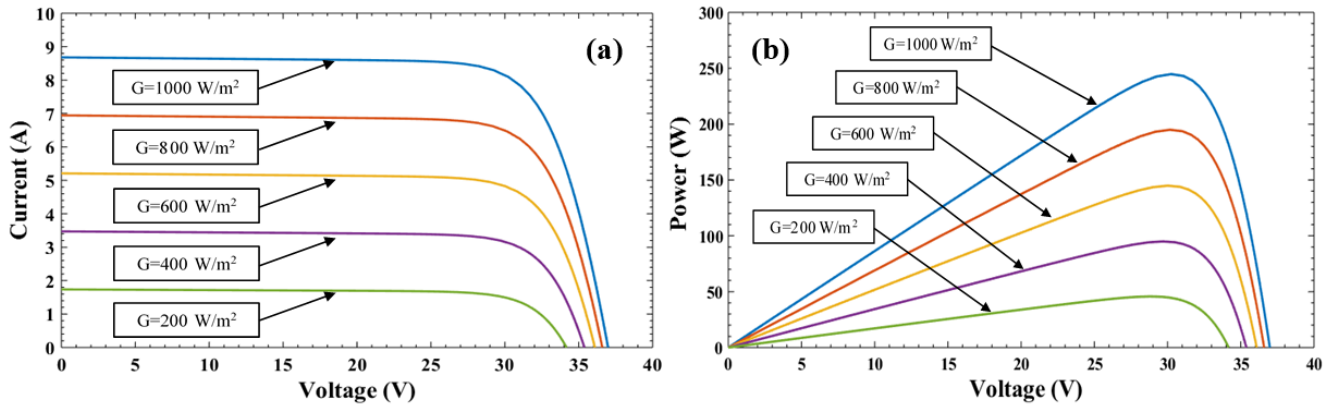 (a)
Current (A)
10
9
8
7
6
5
4
3
2
1
0
G=1000 W/m²
G=800 W/m²
G=600 W/m²
G=400 W/m²
G=200 W/m²
0 5 10 15 20 25 30 35 40
Voltage (V)
(b)
Power (W)
300
250
200
150
100
50
0
G=1000 W/m²
G=800 W/m²
G=600 W/m²
G=400 W/m²
G=200 W/m²
0 5 10 15 20 25 30 35 40
Voltage (V)